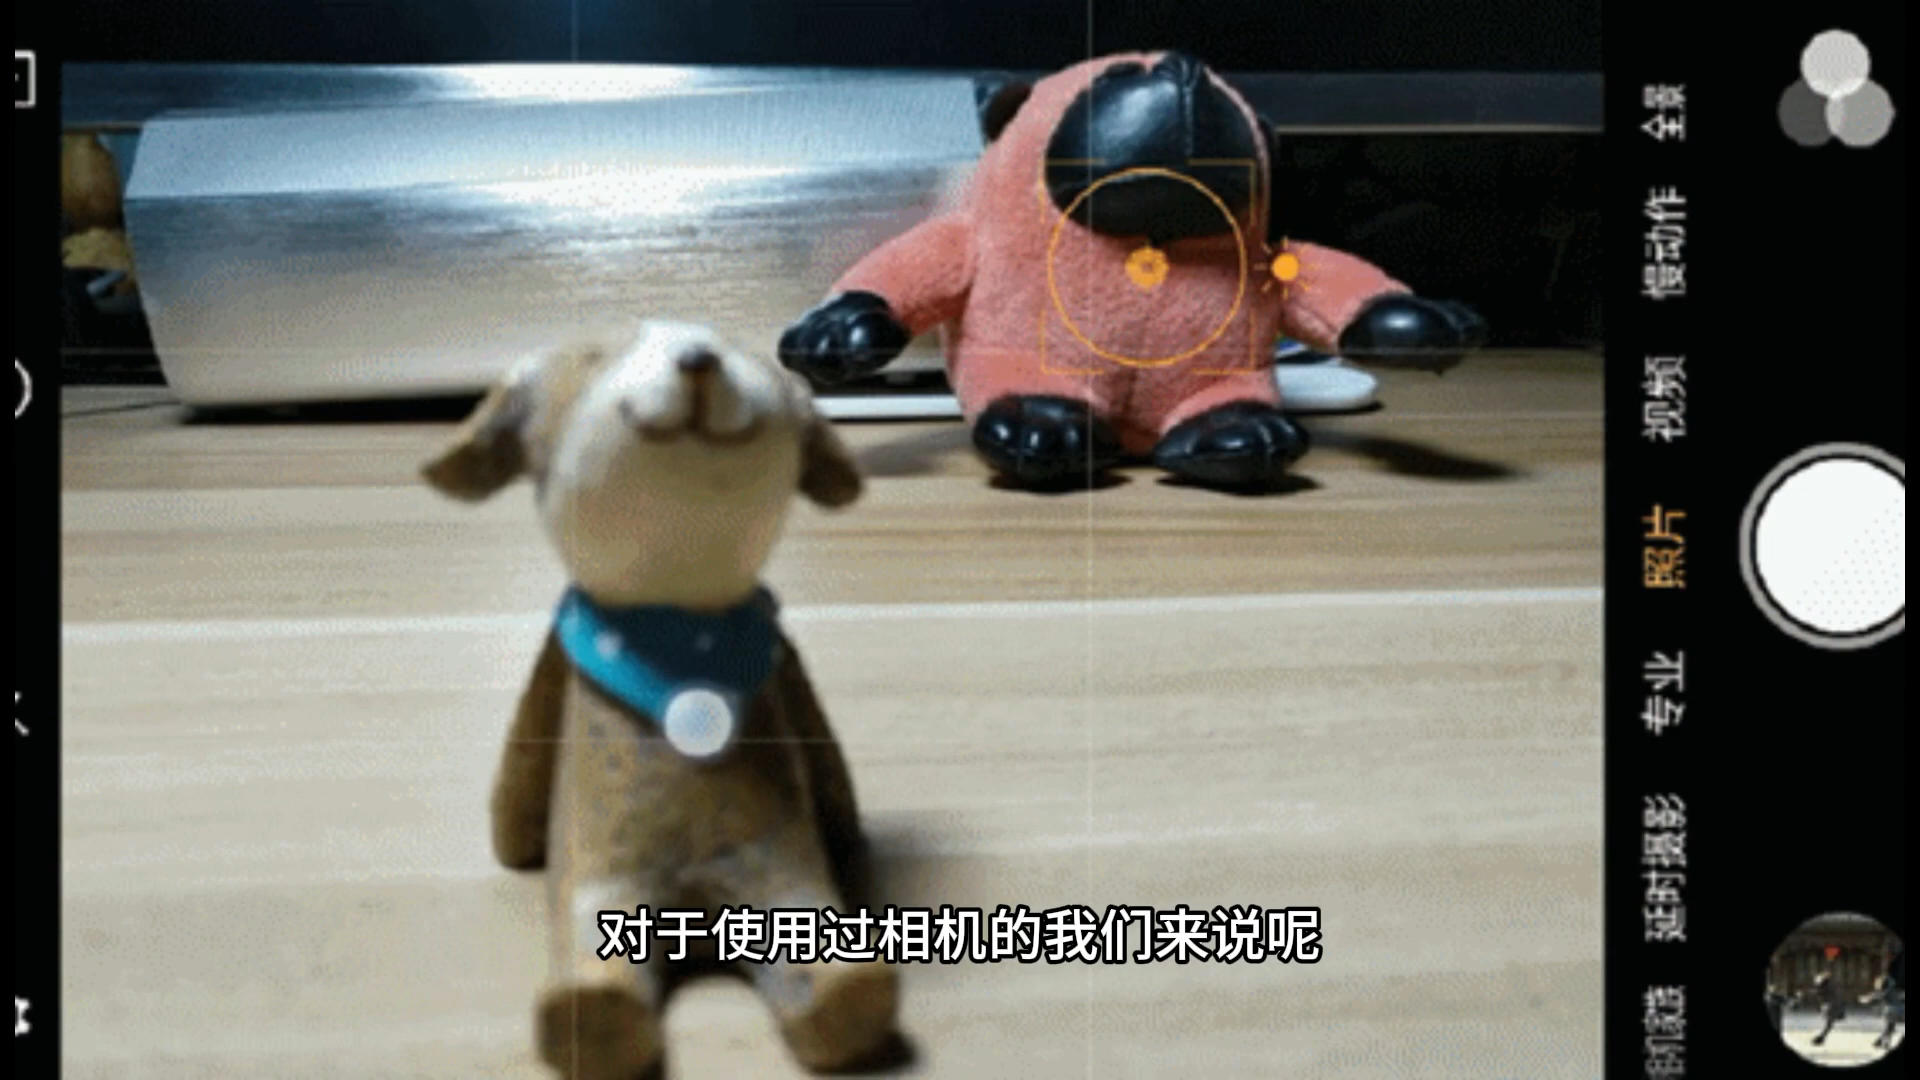 全景
慢动作
视频
照片
专业
延时摄影
对于使用过相机的我们来说呢